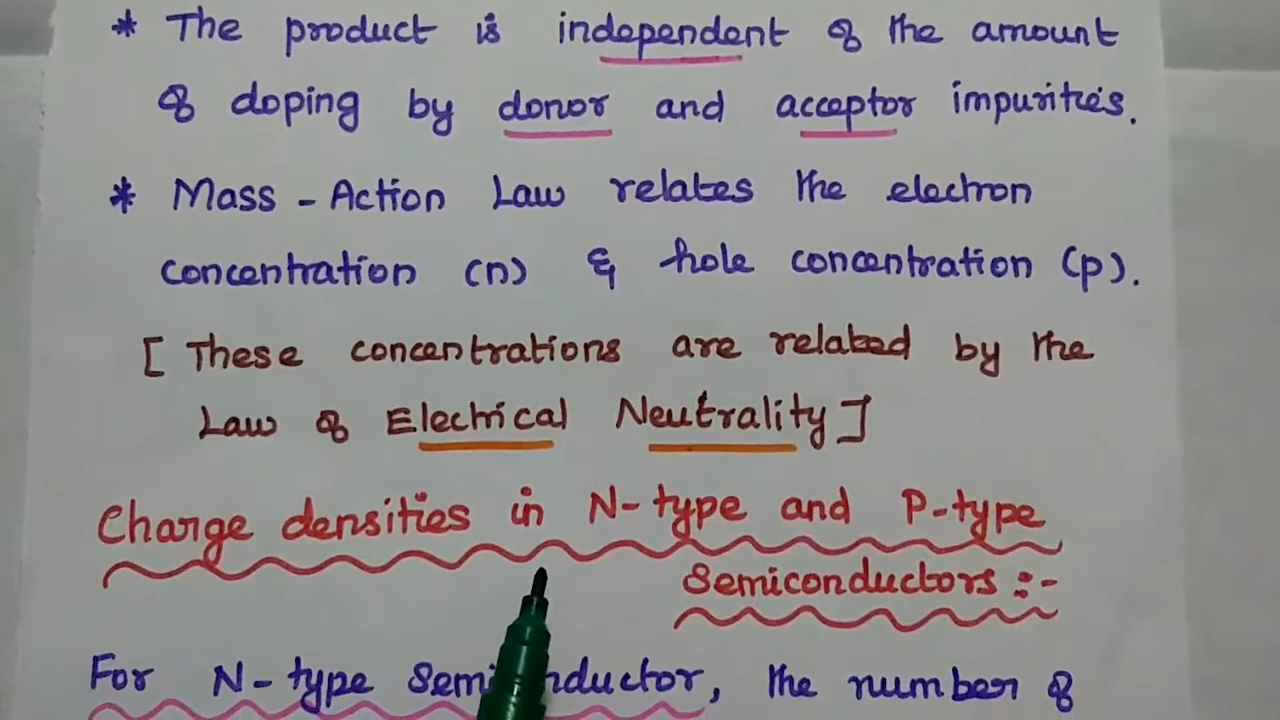 * The product is independent of the amount
of doping by donor and acceptor impurities.
* Mass - Action Law relates the electron
concentration (n) & hole concentration (p).
[ These concentrations are related by the
Law of Electrical Neutrality ]
Charge densities in N-type and P-type
Semiconductors :-
For N-type Semiconductor, the number of